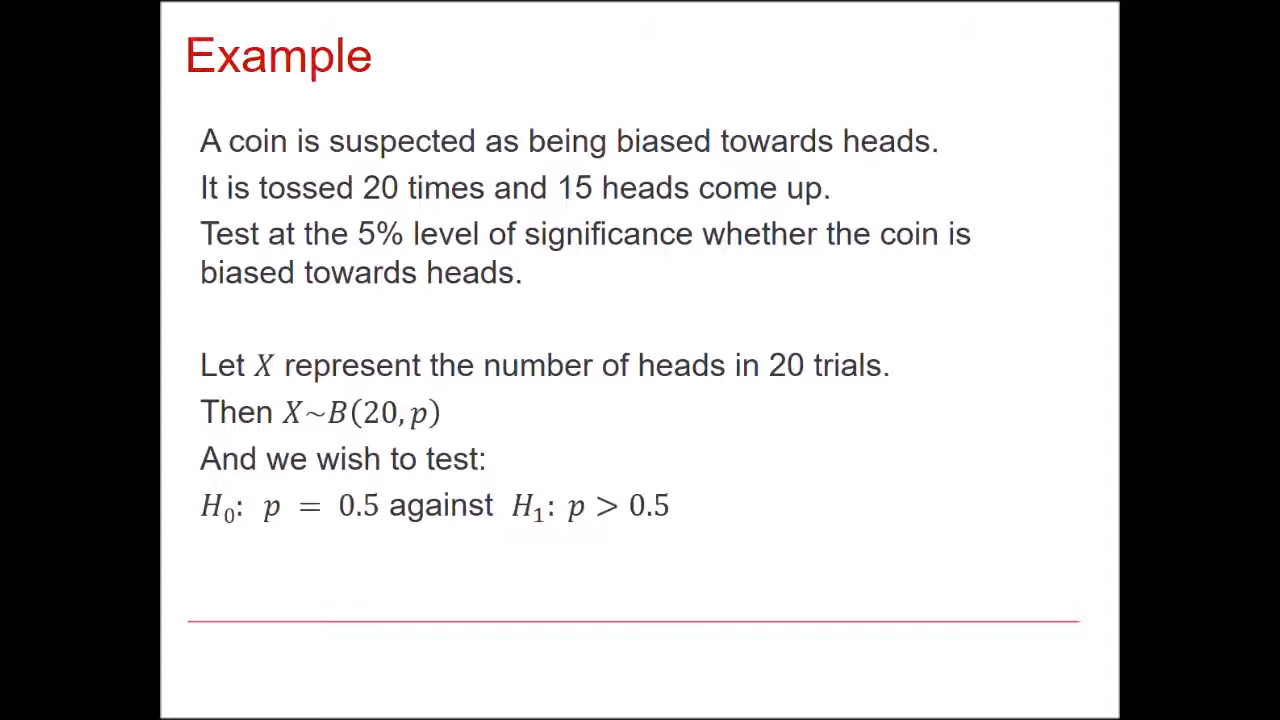 Example
A coin is suspected as being biased towards heads.
It is tossed 20 times and 15 heads come up.
Test at the 5% level of significance whether the coin is
biased towards heads.
Let X represent the number of heads in 20 trials.
Then X~B(20, p)
And we wish to test:
H₀: p = 0.5 against H₁: p > 0.5